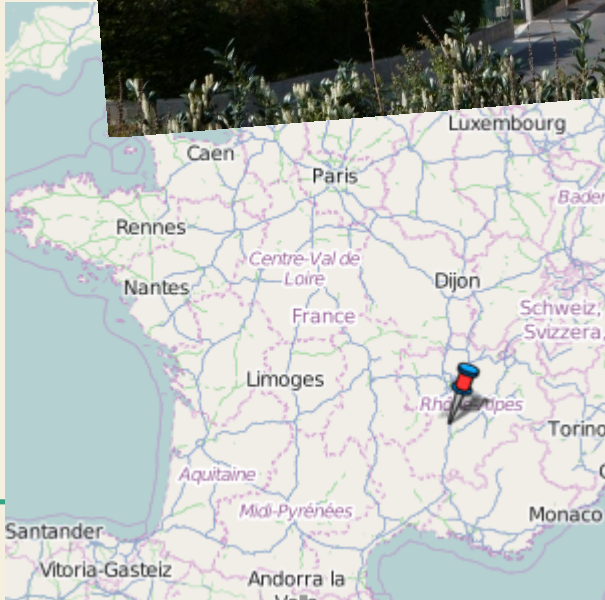 Luxembourg
Caen
Paris
Baden
Rennes
Centre-Val de
Loire
Nantes
Dijon
France
Schweiz,
Svizzera,
Limoges
Torino
Aquitaine
Midi-Pyrénées
Monaco
Santander
Vitoria-Gasteiz
Andorra la
Vella